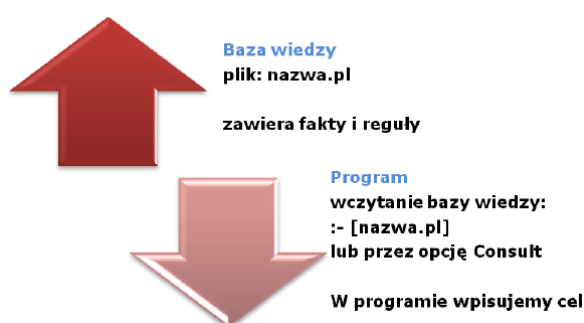 Baza wiedzy
plik: nazwa.pl
zawiera fakty i reguły
Program
wczytanie bazy wiedzy:
:- [nazwa.pl]
lub przez opcję Consult
W programie wpisujemy cel